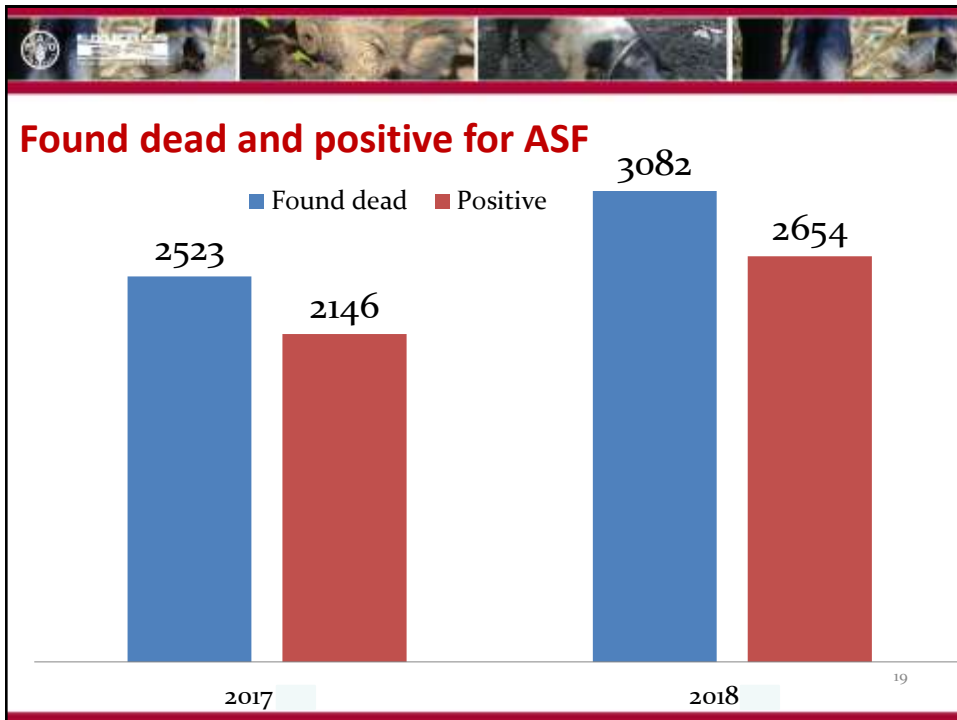 Found dead and positive for ASF
Found dead
Positive
2523
2146
3082
2654
2017
2018
19